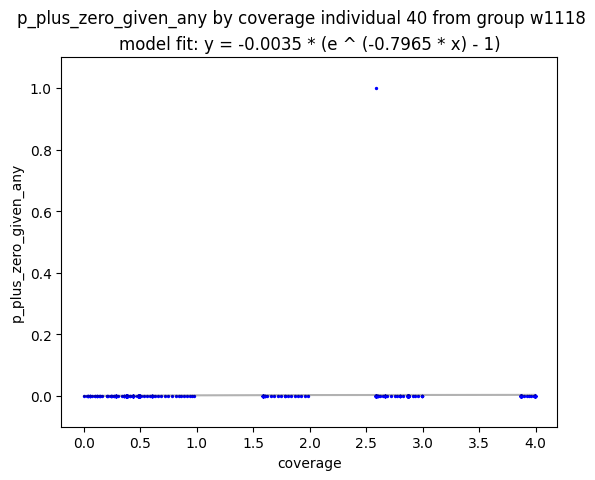 p_plus_zero_given_any by coverage individual 40 from group w1118
model fit: y = -0.0035 * (e ^ (-0.7965 * x) - 1)
1.0
0.8
0.6
0.4
0.2
0.0
p_plus_zero_given_any
0.0 0.5 1.0 1.5 2.0 2.5 3.0 3.5 4.0
coverage